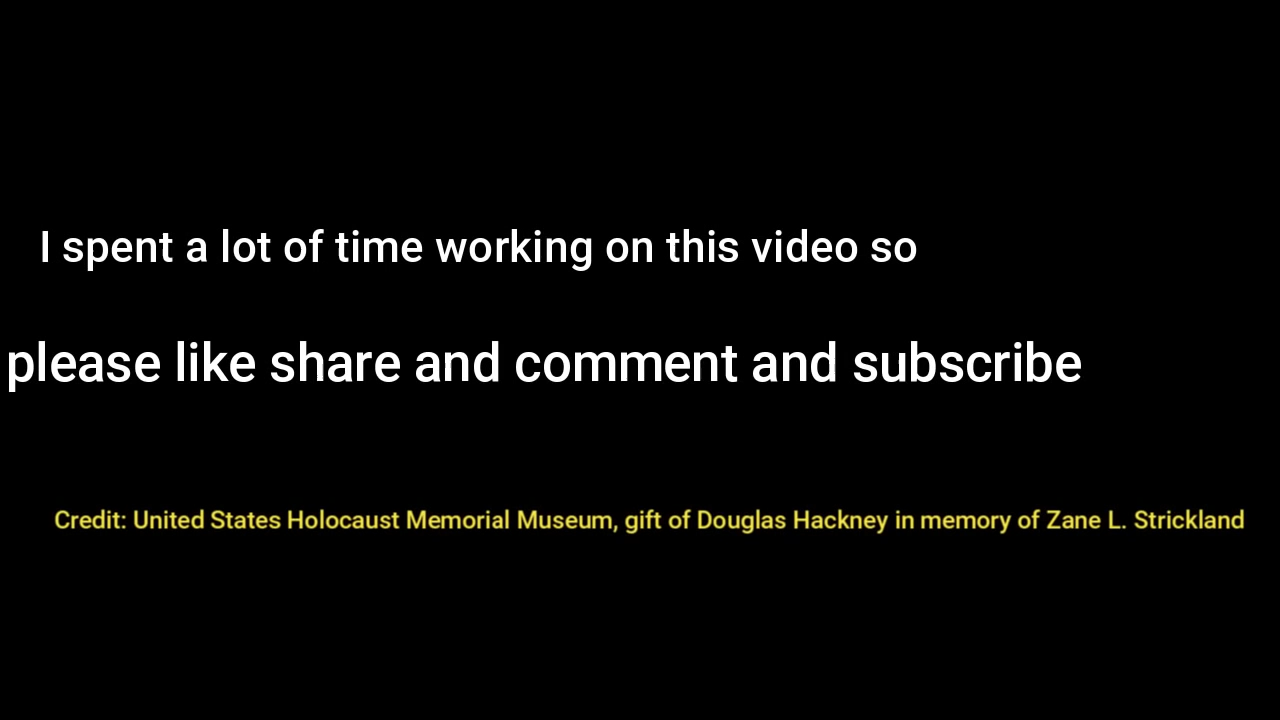 I spent a lot of time working on this video so
please like share and comment and subscribe
Credit: United States Holocaust Memorial Museum, gift of Douglas Hackney in memory of Zane L. Strickland